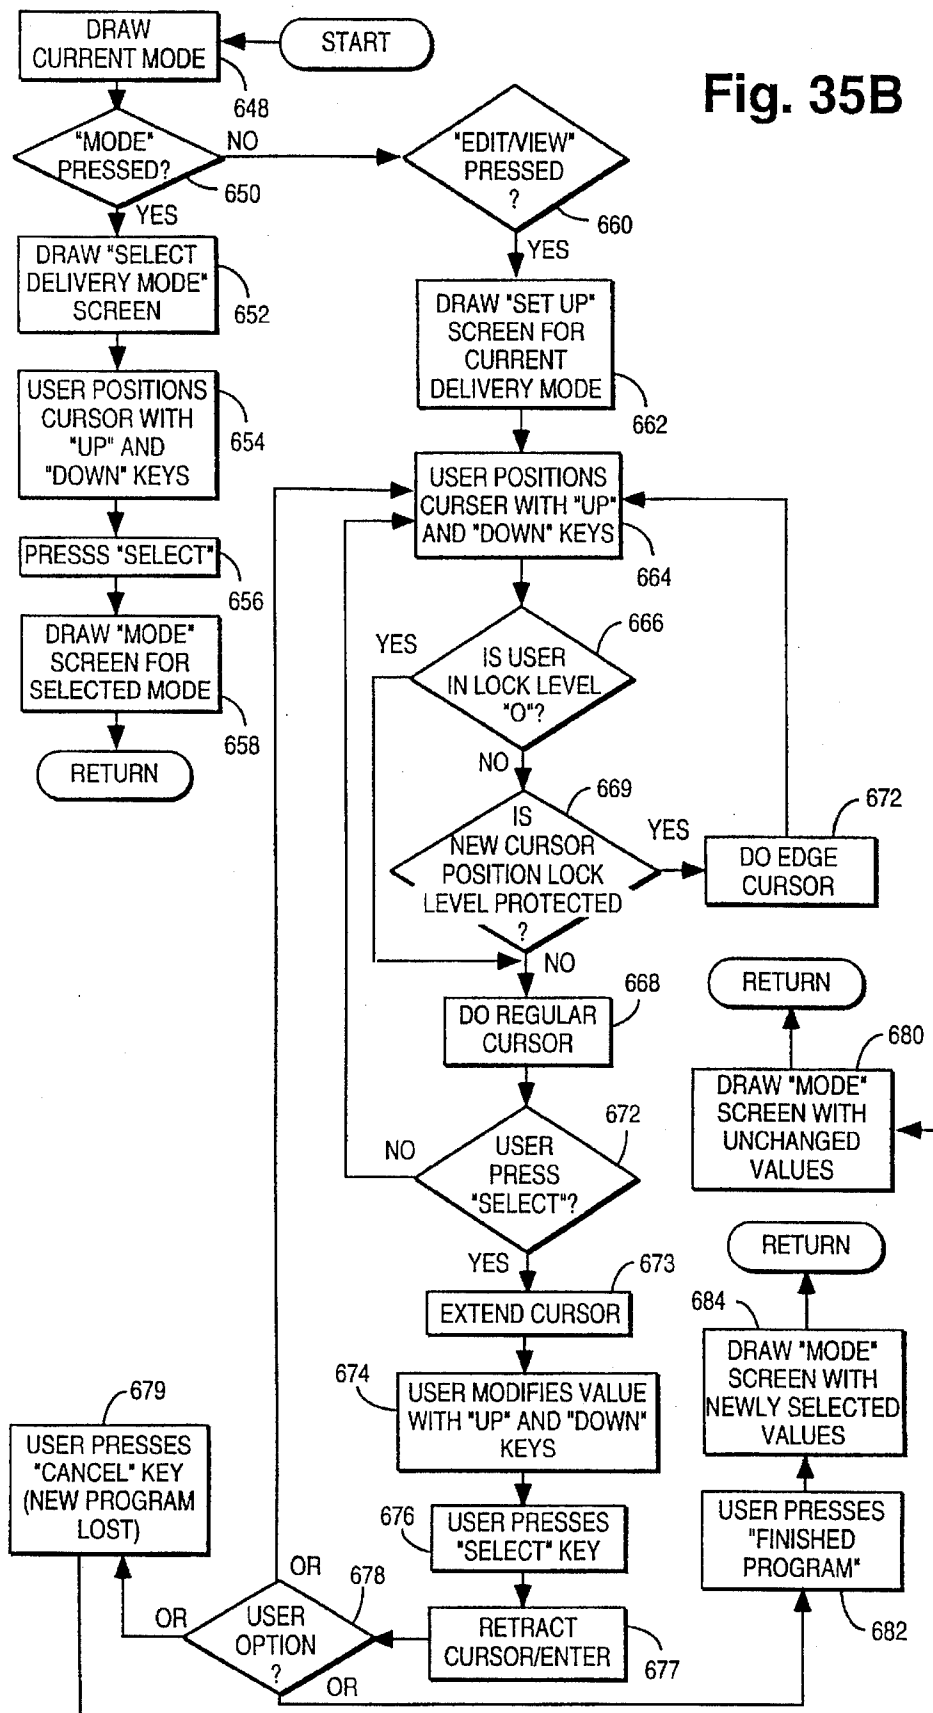 Fig. 35B
START
DRAW
CURRENT MODE
648
"MODE"
PRESSED?
650
NO
YES
DRAW "SELECT
DELIVERY MODE"
SCREEN
652
USER POSITIONS
CURSOR WITH
"UP" AND
"DOWN" KEYS
654
PRESSS "SELECT"
656
DRAW "MODE"
SCREEN FOR
SELECTED MODE
658
RETURN
"EDIT/VIEW"
PRESSED
?
660
YES
DRAW "SET UP"
SCREEN FOR
CURRENT
DELIVERY MODE
662
USER POSITIONS
CURSER WITH "UP"
AND "DOWN" KEYS
664
IS USER
IN LOCK LEVEL
"O"?
666
YES
NO
IS
NEW CURSOR
POSITION LOCK
LEVEL PROTECTED
?
669
YES
DO EDGE
CURSOR
672
NO
DO REGULAR
CURSOR
668
USER
PRESS
"SELECT"?
672
NO
YES
EXTEND CURSOR
673
USER MODIFIES VALUE
WITH "UP" AND "DOWN"
KEYS
674
USER PRESSES
"SELECT" KEY
676
RETRACT
CURSOR/ENTER
677
USER
OPTION
?
678
OR
OR
OR
USER PRESSES
"CANCEL" KEY
(NEW PROGRAM
LOST)
679
RETURN
DRAW "MODE"
SCREEN WITH
UNCHANGED
VALUES
680
RETURN
DRAW "MODE"
SCREEN WITH
NEWLY SELECTED
VALUES
684
USER PRESSES
"FINISHED
PROGRAM"
682